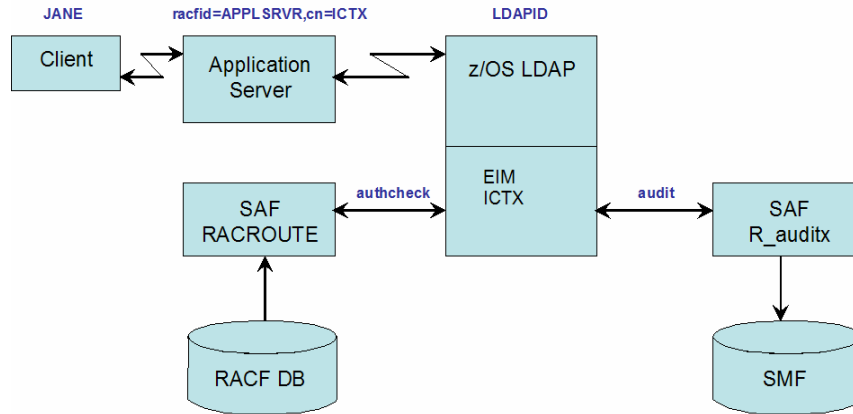 JANE
racfid=APPLSRVR,cn=ICTX
LDAPID
Client
Application
Server
z/OS LDAP
EIM
ICTX
authcheck
audit
SAF
RACROUTE
SAF
R_auditx
RACF DB
SMF